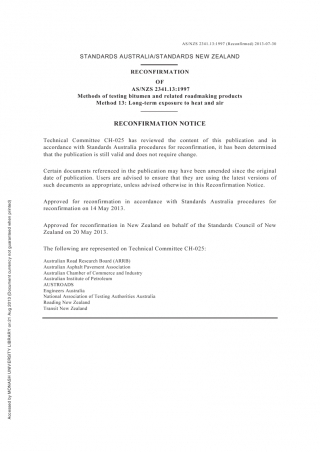 AS/NZS 2341.13:1997 (Reconfirmed) 2013-07-30
STANDARDS AUSTRALIA/STANDARDS NEW ZEALAND
RECONFIRMATION
OF
AS/NZS 2341.13:1997
Methods of testing bitumen and related roadmaking products
Method 13: Long-term exposure to heat and air
RECONFIRMATION NOTICE
Technical Committee CH-025 has reviewed the content of this publication and in
accordance with Standards Australia procedures for reconfirmation, it has been determined
that the publication is still valid and does not require change.
Certain documents referenced in the publication may have been amended since the original
date of publication. Users are advised to ensure that they are using the latest versions of
such documents as appropriate, unless advised otherwise in this Reconfirmation Notice.
Approved for reconfirmation in accordance with Standards Australia procedures for
reconfirmation on 14 May 2013.
Approved for reconfirmation in New Zealand on behalf of the Standards Council of New
Zealand on 20 May 2013.
The following are represented on Technical Committee CH-025:
Australian Road Research Board (ARRB)
Australian Asphalt Pavement Association
Australian Chamber of Commerce and Industry
Australian Institute of Petroleum
AUSTROADS
Engineers Australia
National Association of Testing Authorities Australia
Roading New Zealand
Transit New Zealand
Accessed by MONASH UNIVERSITY LIBRARY on 21 Aug 2013 (Document currency not guaranteed when printed)